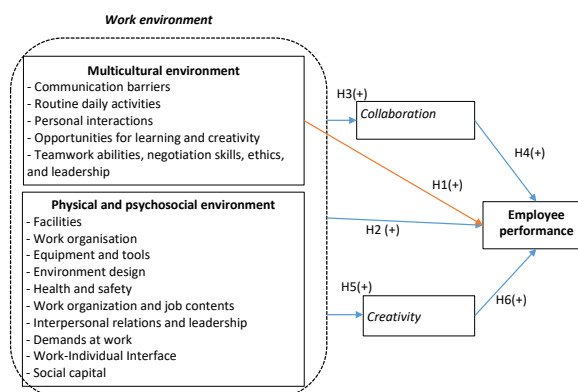 Work environment
Multicultural environment
- Communication barriers
- Routine daily activities
- Personal interactions
- Opportunities for learning and creativity
- Teamwork abilities, negotiation skills, ethics,
and leadership
Physical and psychosocial environment
- Facilities
- Work organisation
- Equipment and tools
- Environment design
- Health and safety
- Work organization and job contents
- Interpersonal relations and leadership
- Demands at work
- Work-Individual Interface
- Social capital
H3(+)
Collaboration
H4(+)
H1(+)
H2 (+)
Employee
performance
H5(+)
Creativity
H6(+)